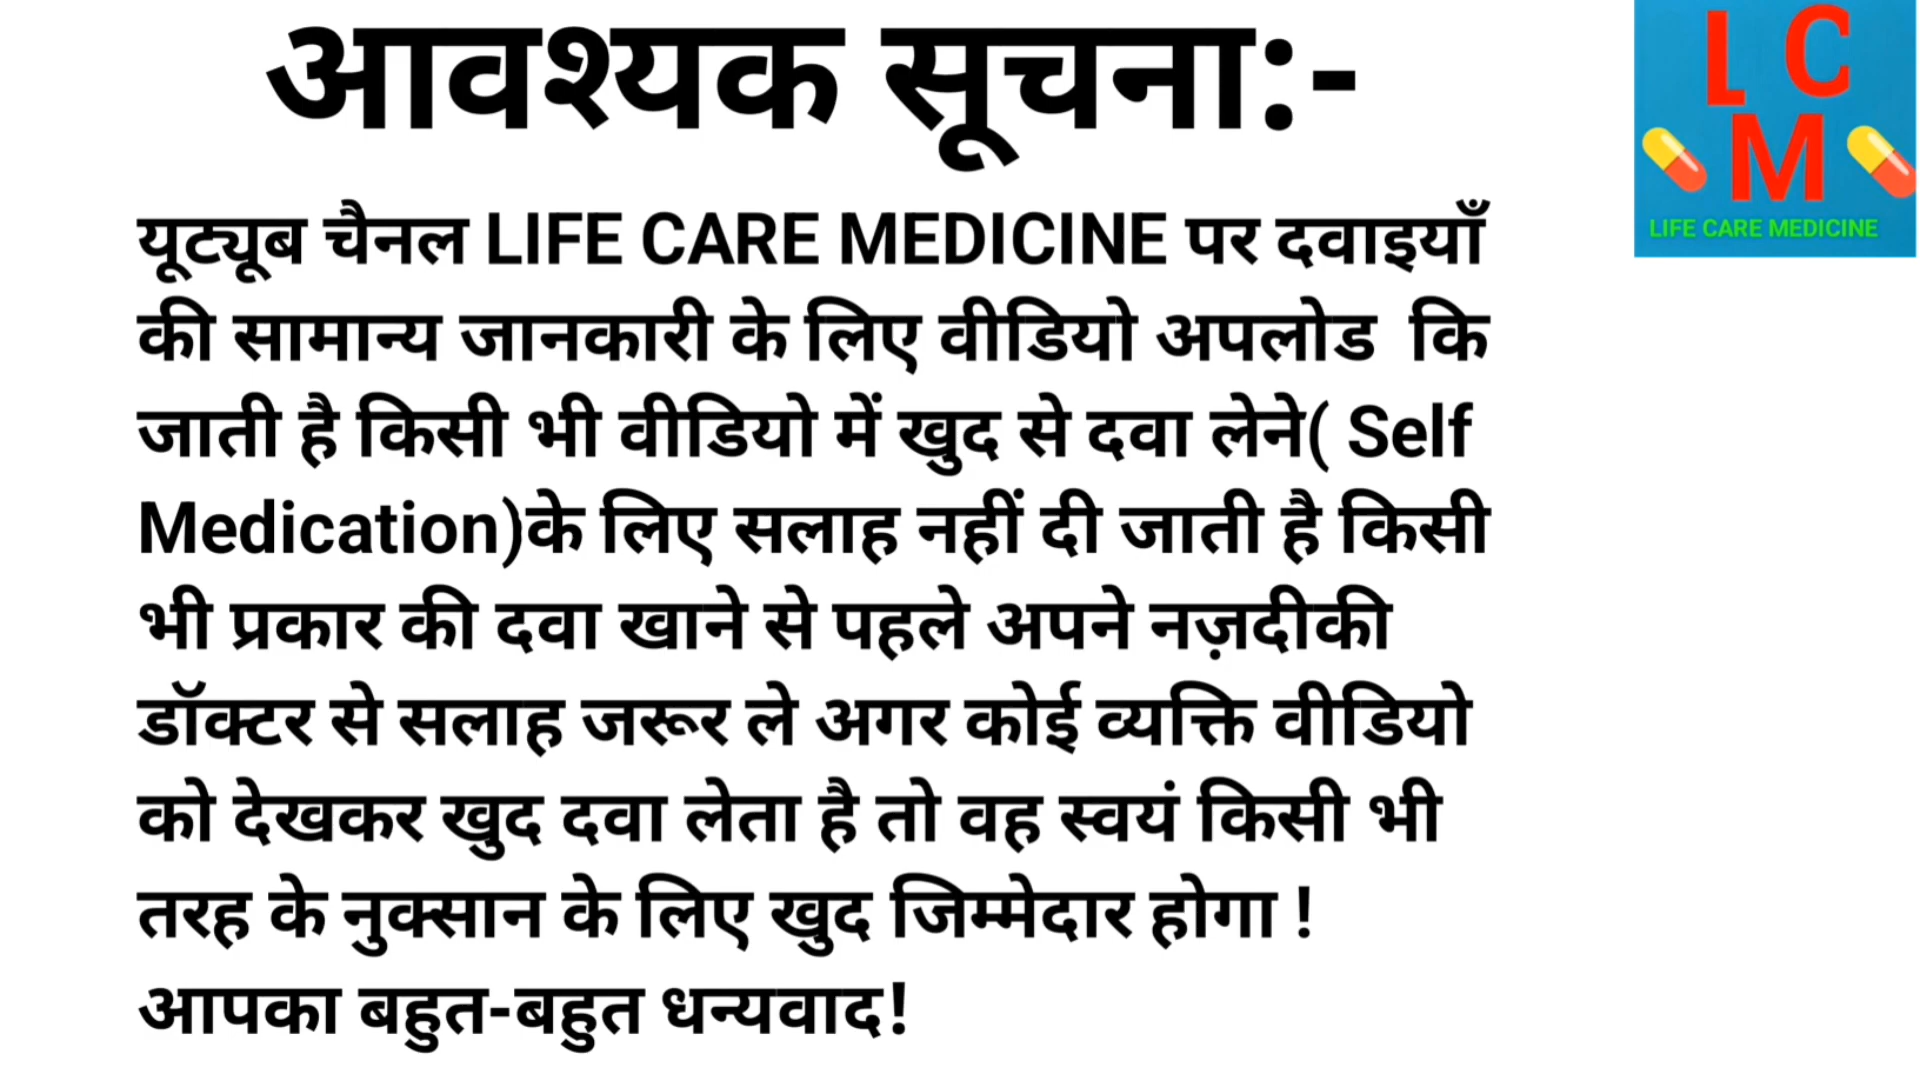 आवश्यक सूचना:-
L C
M
LIFE CARE MEDICINE
यूट्यूब चैनल LIFE CARE MEDICINE पर दवाइयाँ
की सामान्य जानकारी के लिए वीडियो अपलोड कि
जाती है किसी भी वीडियो में खुद से दवा लेने( Self
Medication)के लिए सलाह नहीं दी जाती है किसी
भी प्रकार की दवा खाने से पहले अपने नज़दीकी
डॉक्टर से सलाह जरूर ले अगर कोई व्यक्ति वीडियो
को देखकर खुद दवा लेता है तो वह स्वयं किसी भी
तरह के नुक्सान के लिए खुद जिम्मेदार होगा !
आपका बहुत-बहुत धन्यवाद!